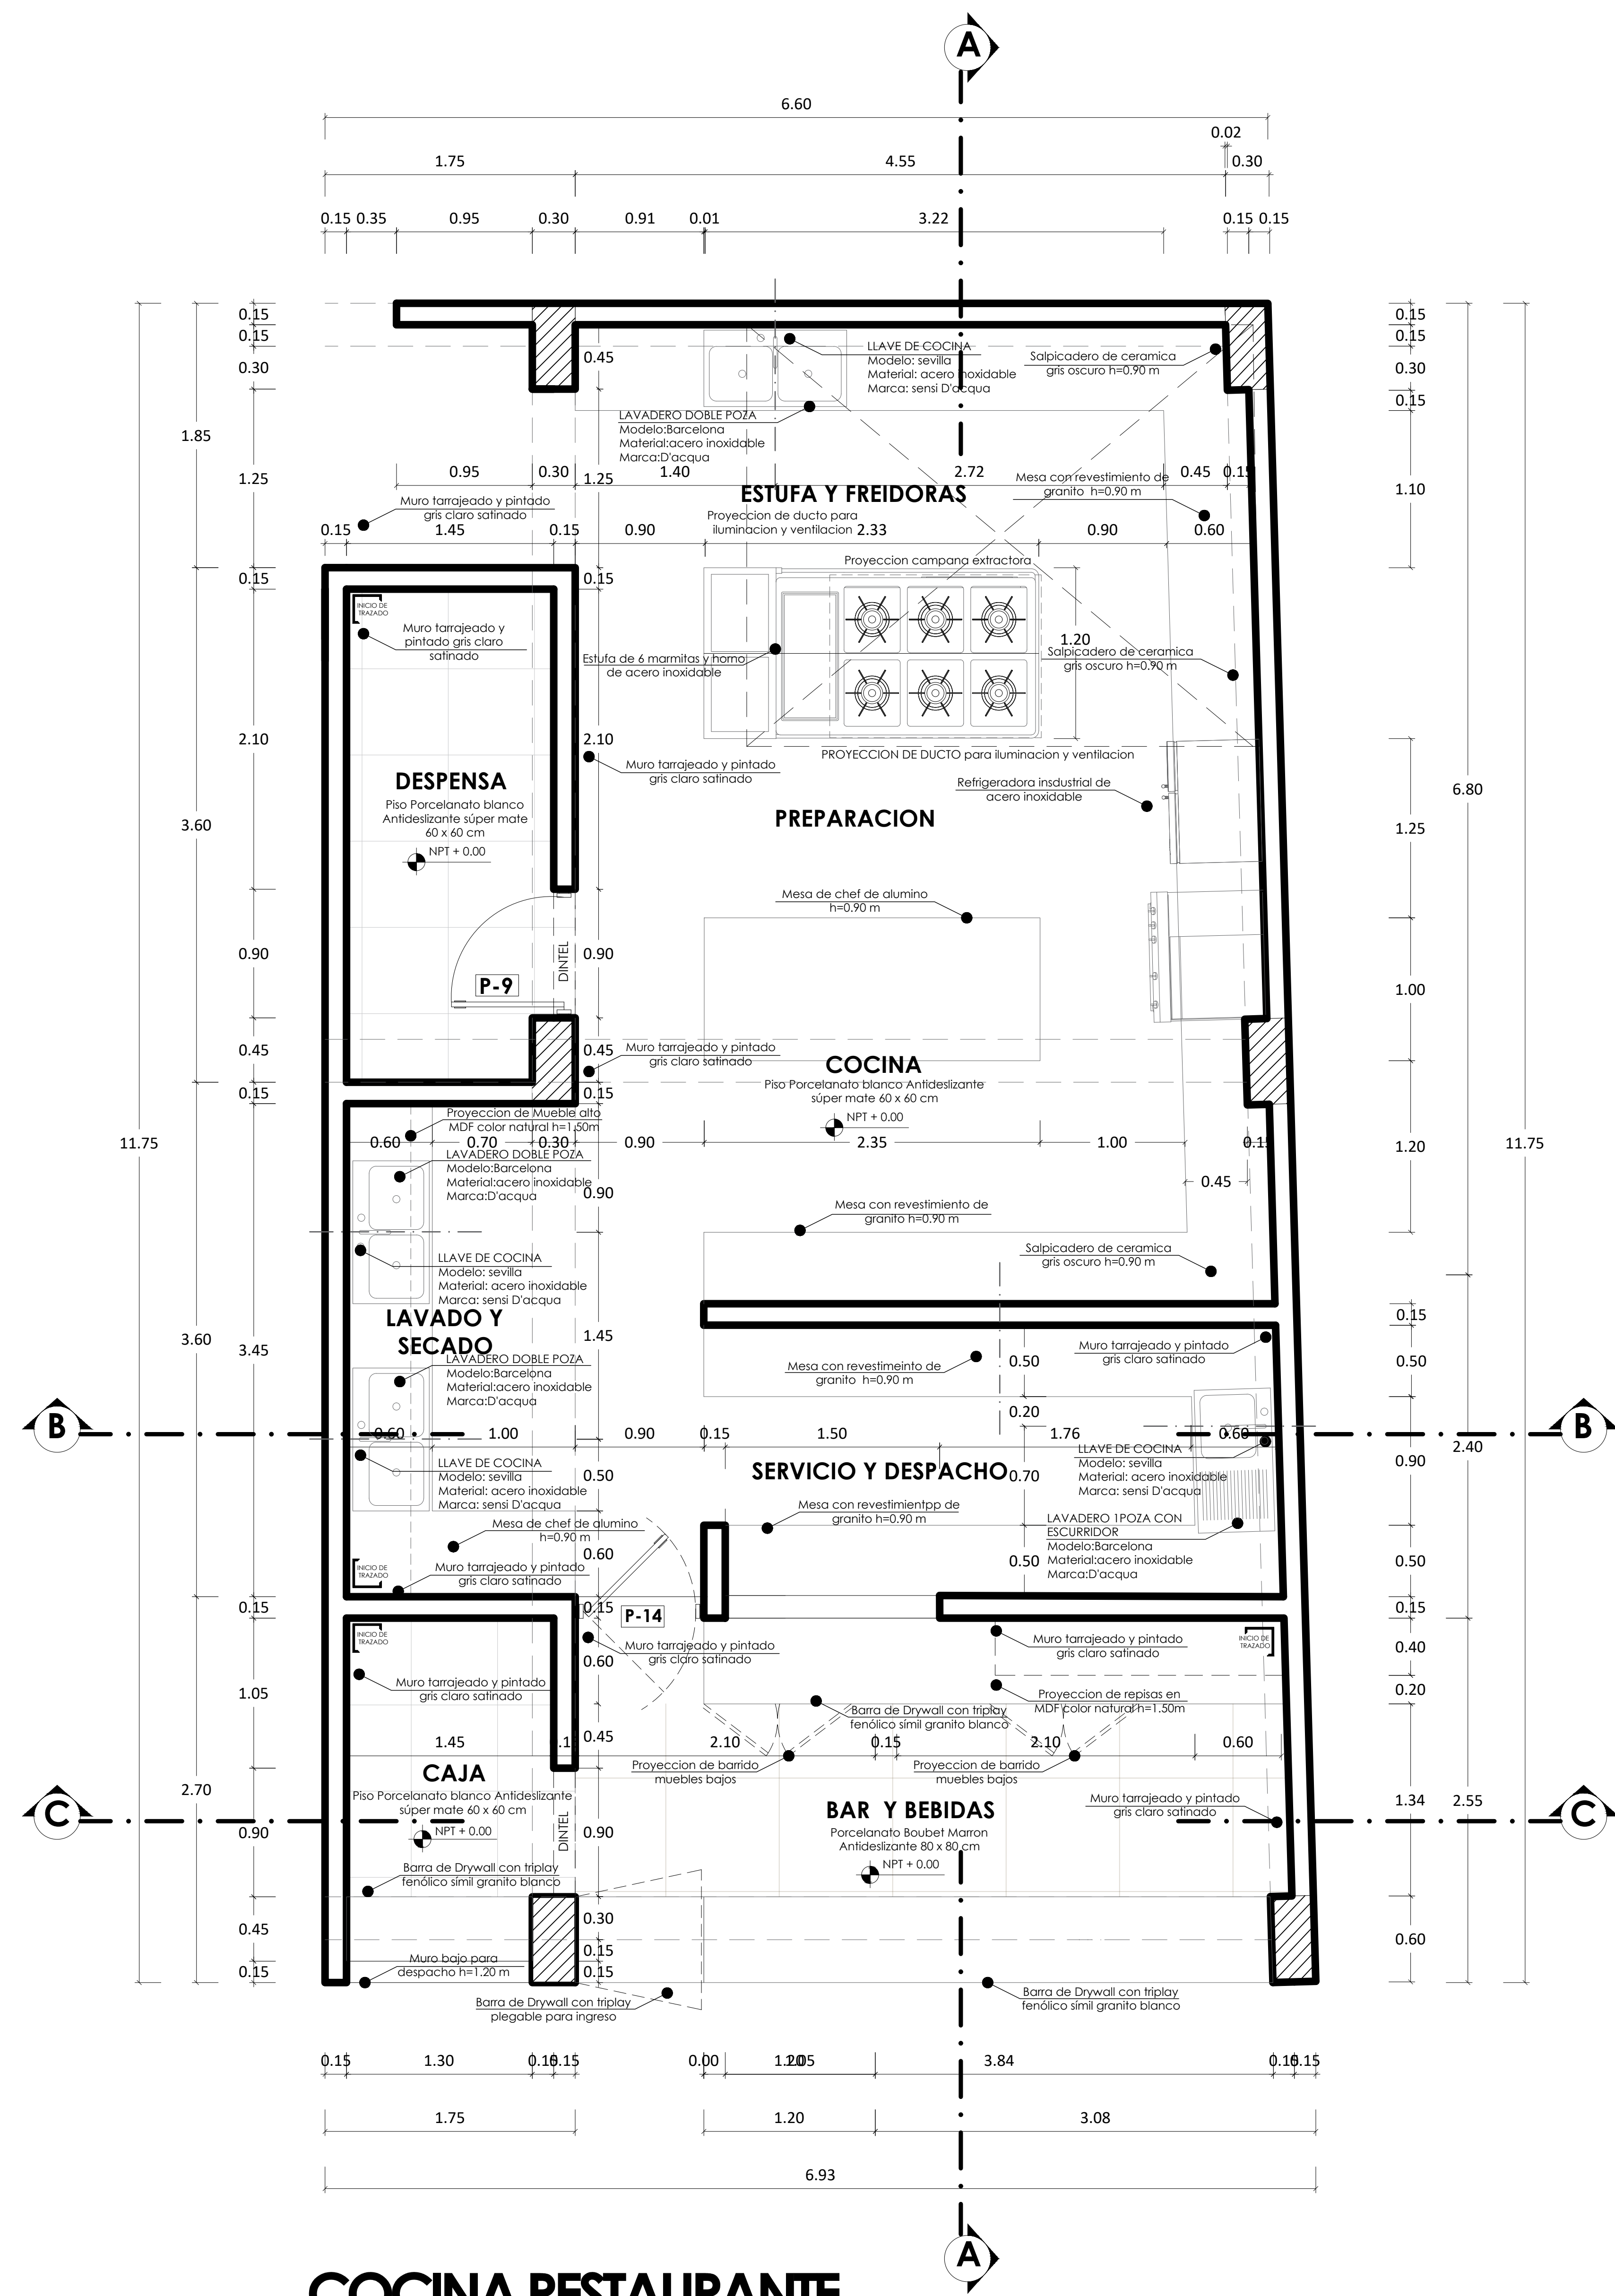 A
6.60
0.02
1.75 4.55 0.30
0.15 0.35 0.95 0.30 0.91 0.01 3.22 0.15 0.15
0.15
0.15
0.30
1.85
1.25
0.15
2.10
3.60
0.90
0.45
0.15
11.75
3.60
3.45
0.15
1.05
2.70
0.90
0.45
0.15
0.45
LLAVE DE COCINA
Modelo: sevilla
Material: acero inoxidable
Marca: sensi D'acqua
Salpicadero de ceramica
gris oscuro h=0.90 m
LAVADERO DOBLE POZA
Modelo:Barcelona
Material:acero inoxidable
Marca:D'acqua
0.95 0.30 1.25 1.40 2.72 0.45 0.15
Mesa con revestimiento de
granito h=0.90 m
ESTUFA Y FREIDORAS
Muro tarrajeado y pintado
gris claro satinado
Proyeccion de ducto para
iluminacion y ventilacion
0.15 1.45 0.15 0.90 2.33 0.90 0.60
Proyeccion campana extractora
0.15
INICIO DE
TRAZADO
Muro tarrajeado y
pintado gris claro
satinado
Estufa de 6 marmitas y horno
de acero inoxidable
1.20
Salpicadero de ceramica
gris oscuro h=0.90 m
2.10
PROYECCION DE DUCTO para iluminacion y ventilacion
Muro tarrajeado y pintado
gris claro satinado
Refrigeradora insdustrial de
acero inoxidable
DESPENSA
Piso Porcelanato blanco
Antideslizante súper mate
60 x 60 cm
NPT + 0.00
PREPARACION
Mesa de chef de alumino
h=0.90 m
DINTEL
0.90
P-9
0.45
Muro tarrajeado y pintado
gris claro satinado
0.15
COCINA
Piso Porcelanato blanco Antideslizante
súper mate 60 x 60 cm
NPT + 0.00
Proyeccion de Mueble alto
MDF color natural h=1.50m
0.60 0.70 0.30 0.90 2.35 1.00 0.15
LAVADERO DOBLE POZA
Modelo:Barcelona
Material:acero inoxidable
Marca:D'acqua
0.90
0.45
Mesa con revestimiento de
granito h=0.90 m
LLAVE DE COCINA
Modelo: sevilla
Material: acero inoxidable
Marca: sensi D'acqua
Salpicadero de ceramica
gris oscuro h=0.90 m
LAVADO Y
SECADO
1.45
LAVADERO DOBLE POZA
Modelo:Barcelona
Material:acero inoxidable
Marca:D'acqua
Mesa con revestimeinto de
granito h=0.90 m
0.50
Muro tarrajeado y pintado
gris claro satinado
0.20
B
B
0.60 1.00 0.90 0.15 1.50 1.76 0.60
LLAVE DE COCINA
Modelo: sevilla
Material: acero inoxidable
Marca: sensi D'acqua
0.50
SERVICIO Y DESPACHO
0.70
LLAVE DE COCINA
Modelo: sevilla
Material: acero inoxidable
Marca: sensi D'acqua
Mesa con revestimientpp de
granito h=0.90 m
LAVADERO 1POZA CON
ESCURRIDOR
Modelo:Barcelona
Material:acero inoxidable
Marca:D'acqua
Mesa de chef de alumino
h=0.90 m
0.60
0.50
INICIO DE
TRAZADO
Muro tarrajeado y pintado
gris claro satinado
0.15
P-14
INICIO DE
TRAZADO
Muro tarrajeado y pintado
gris claro satinado
0.60
Muro tarrajeado y pintado
gris claro satinado
INICIO DE
TRAZADO
Muro tarrajeado y pintado
gris claro satinado
Proyeccion de repisas en
MDF color natural h=1.50m
Barra de Drywall con triplay
fenólico símil granito blanco
0.45
1.45 2.10 0.15 2.10 0.60
Proyeccion de barrido
muebles bajos
Proyeccion de barrido
muebles bajos
CAJA
Piso Porcelanato blanco Antideslizante
súper mate 60 x 60 cm
NPT + 0.00
DINTEL
0.90
BAR Y BEBIDAS
Porcelanato Boubet Marron
Antideslizante 80 x 80 cm
NPT + 0.00
Muro tarrajeado y pintado
gris claro satinado
C
C
Barra de Drywall con triplay
fenólico símil granito blanco
0.30
0.15
0.15
Muro bajo para
despacho h=1.20 m
Barra de Drywall con triplay
plegable para ingreso
Barra de Drywall con triplay
fenólico símil granito blanco
0.15
0.15
0.30
0.15
1.10
1.25
1.00
1.20
0.15
0.50
0.90
0.50
0.15
0.40
0.20
1.34
0.60
6.80
2.40
2.55
11.75
0.15 1.30 0.15 0.15 0.00 3.84 0.15 0.15
1.75 1.20 3.08
6.93
A
COCINA RESTAURANTE